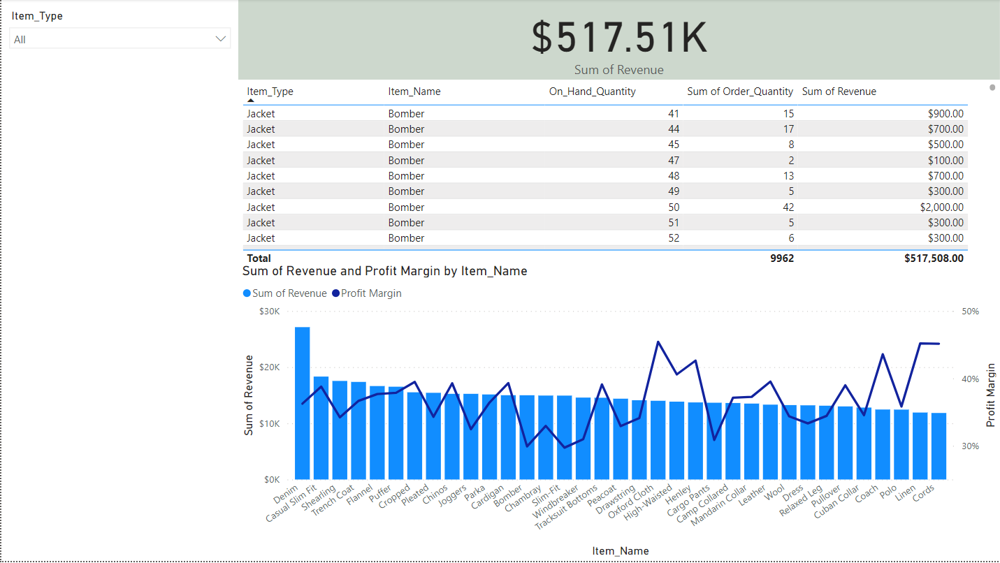 Item_Type
All
$517.51K
Sum of Revenue
Item_Type Item_Name On_Hand_Quantity Sum of Order_Quantity Sum of Revenue
Jacket Bomber 41 15 $900.00
Jacket Bomber 44 17 $700.00
Jacket Bomber 45 8 $500.00
Jacket Bomber 47 2 $100.00
Jacket Bomber 48 13 $700.00
Jacket Bomber 49 5 $300.00
Jacket Bomber 50 42 $2,000.00
Jacket Bomber 51 5 $300.00
Jacket Bomber 52 6 $300.00
Total 9962 $517,508.00
Sum of Revenue and Profit Margin by Item_Name
Sum of Revenue Profit Margin
$30K
$20K
$10K
$0K
Sum of Revenue
50%
40%
30%
Profit Margin
Denim
Casual Slim Fit
Shearling
Trench Coat
Flannel
Puffer
Cropped
Pleated
Chinos
Joggers
Parka
Cardigan
Bomber
Chambray
Slim-Fit
Windbreaker
Tracksuit Bottoms
Peacoat
Drawstring
Oxford Cloth
High-Waisted
Henley
Cargo Pants
Camp Collared
Mandarin Collar
Leather
Wool
Dress
Relaxed Leg
Pullover
Cuban Collar
Coach
Polo
Linen
Cords
Item_Name